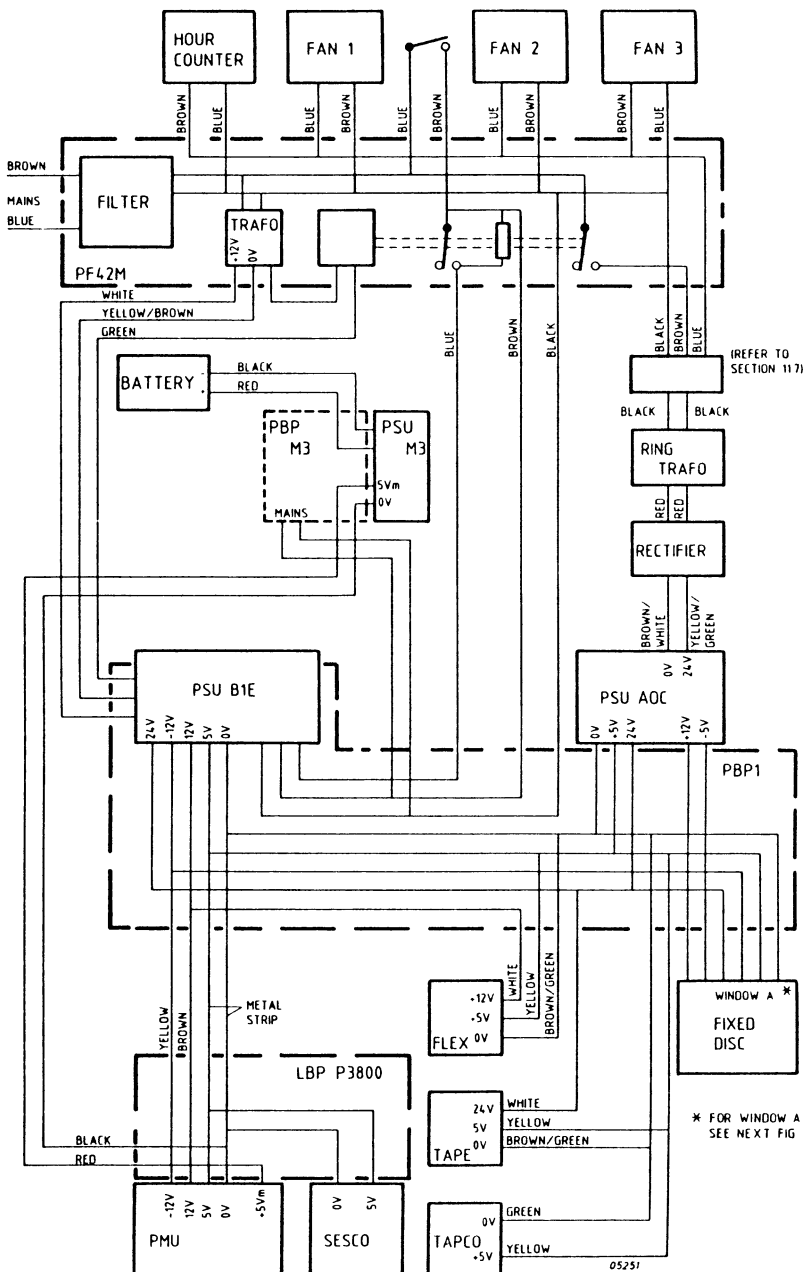 HOUR
COUNTER
FAN 1
FAN 2
FAN 3
BROWN
BLUE
BLUE
BROWN
BLUE
BROWN
BLUE
BROWN
BROWN
BLUE
BROWN
MAINS
BLUE
FILTER
TRAFO
+12V
0V
PF42M
WHITE
YELLOW/BROWN
GREEN
BLUE
BROWN
BLACK
BLACK
BROWN
BLUE
(REFER TO
SECTION 117)
BATTERY
BLACK
RED
PBP
M3
PSU
M3
5Vm
0V
MAINS
BLACK
BLACK
RING
TRAFO
RED
RED
RECTIFIER
BROWN/
WHITE
YELLOW/
GREEN
PSU B1E
24V
-12V
12V
5V
0V
0V
24V
PSU AOC
0V
+5V
24V
+12V
-5V
PBP1
WHITE
YELLOW
BROWN/GREEN
YELLOW
BROWN
METAL
STRIP
+12V
+5V
0V
FLEX
WINDOW A *
FIXED
DISC
LBP P3800
24V
5V
0V
TAPE
WHITE
YELLOW
BROWN/GREEN
* FOR WINDOW A
SEE NEXT FIG
BLACK
RED
-12V
12V
5V
0V
+5Vm
PMU
0V
5V
SESCO
0V
+5V
TAPCO
GREEN
YELLOW
05251